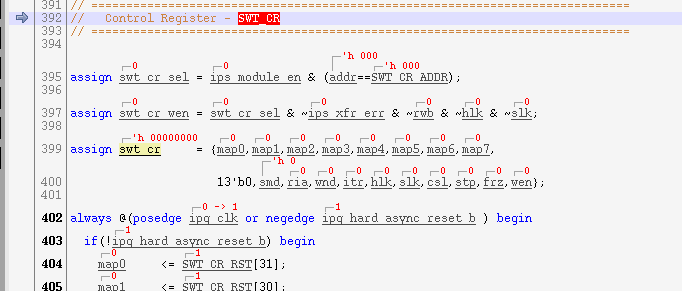 391 // =============================================================================
392 // Control Register - SWT_CR
393 // =============================================================================
394
'h 000
0 0 'h 000
395 assign swt_cr_sel = ips_module_en & (addr==SWT_CR_ADDR);
396
0 0 0 0 0 0
397 assign swt_cr_wen = swt_cr_sel & ~ips_xfr_err & ~rwb & ~hlk & ~slk;
398
'h 00000000 0 0 0 0 0 0 0 0
399 assign swt_cr = {map0,map1,map2,map3,map4,map5,map6,map7,
'h 0
0 0 0 0 0 0 0 0 0
400 13'b0,smd,ria,wnd,itr,hlk,slk,csl,stp,frz,wen};
401
0 -> 1 1
402 always @(posedge ipg_clk or negedge ipg_hard_async_reset_b ) begin
1
403 if(!ipg_hard_async_reset_b) begin
0 1
404 map0 <= SWT_CR_RST[31];
0 1
405 map1 <= SWT_CR_RST[30];